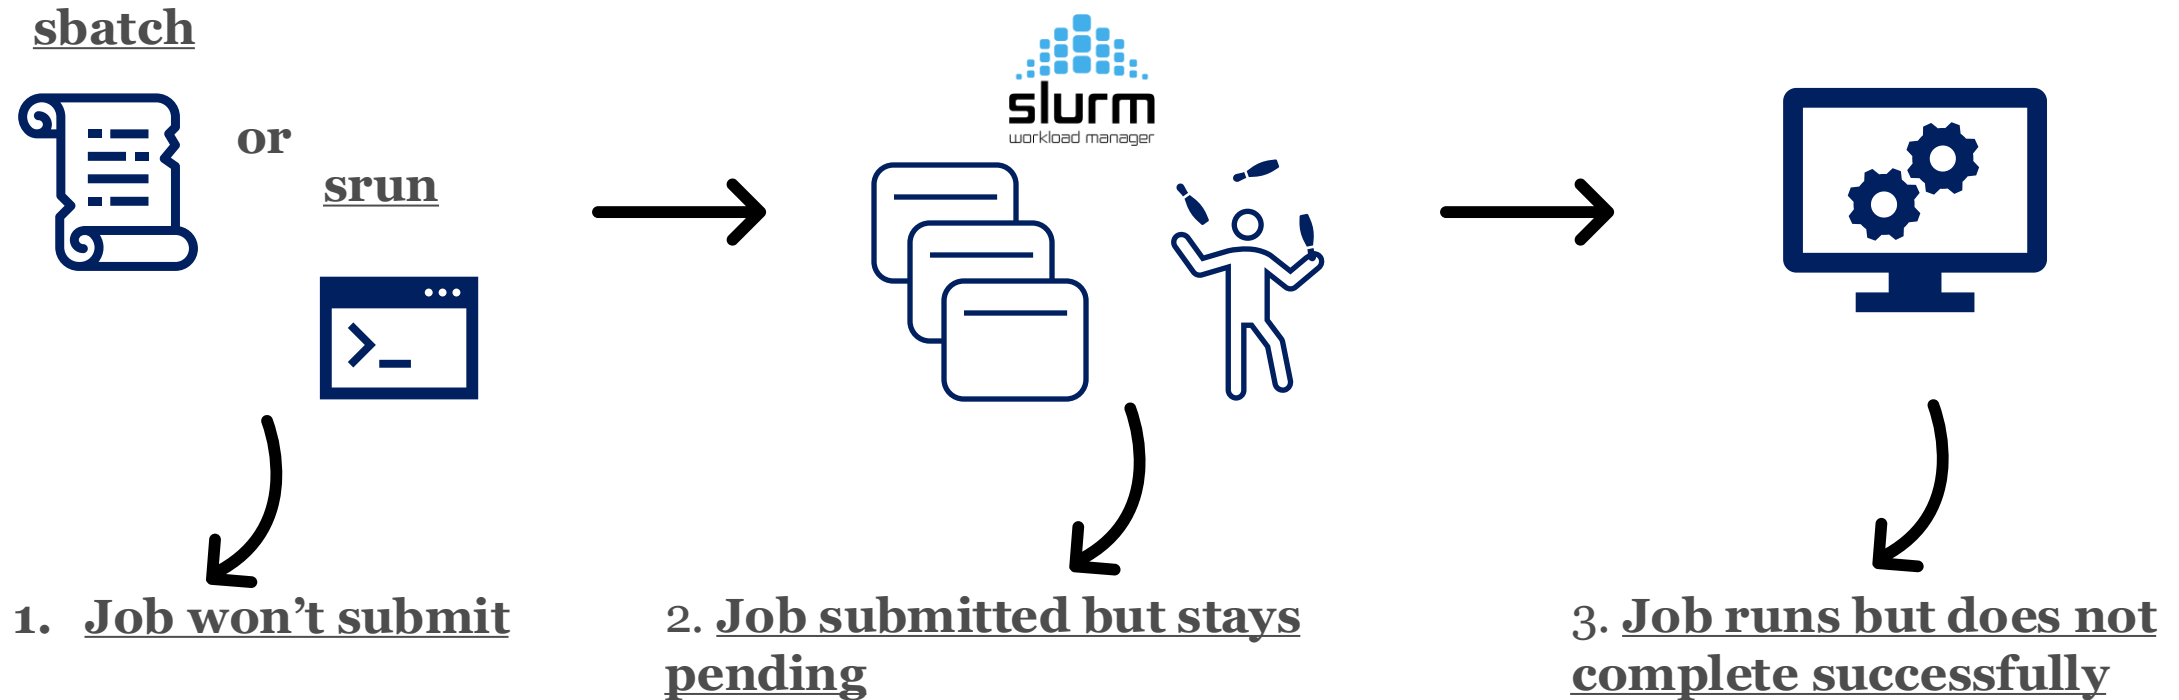 sbatch
or
srun
slurm
workload manager
>_
1. Job won’t submit
2. Job submitted but stays
pending
3. Job runs but does not
complete successfully